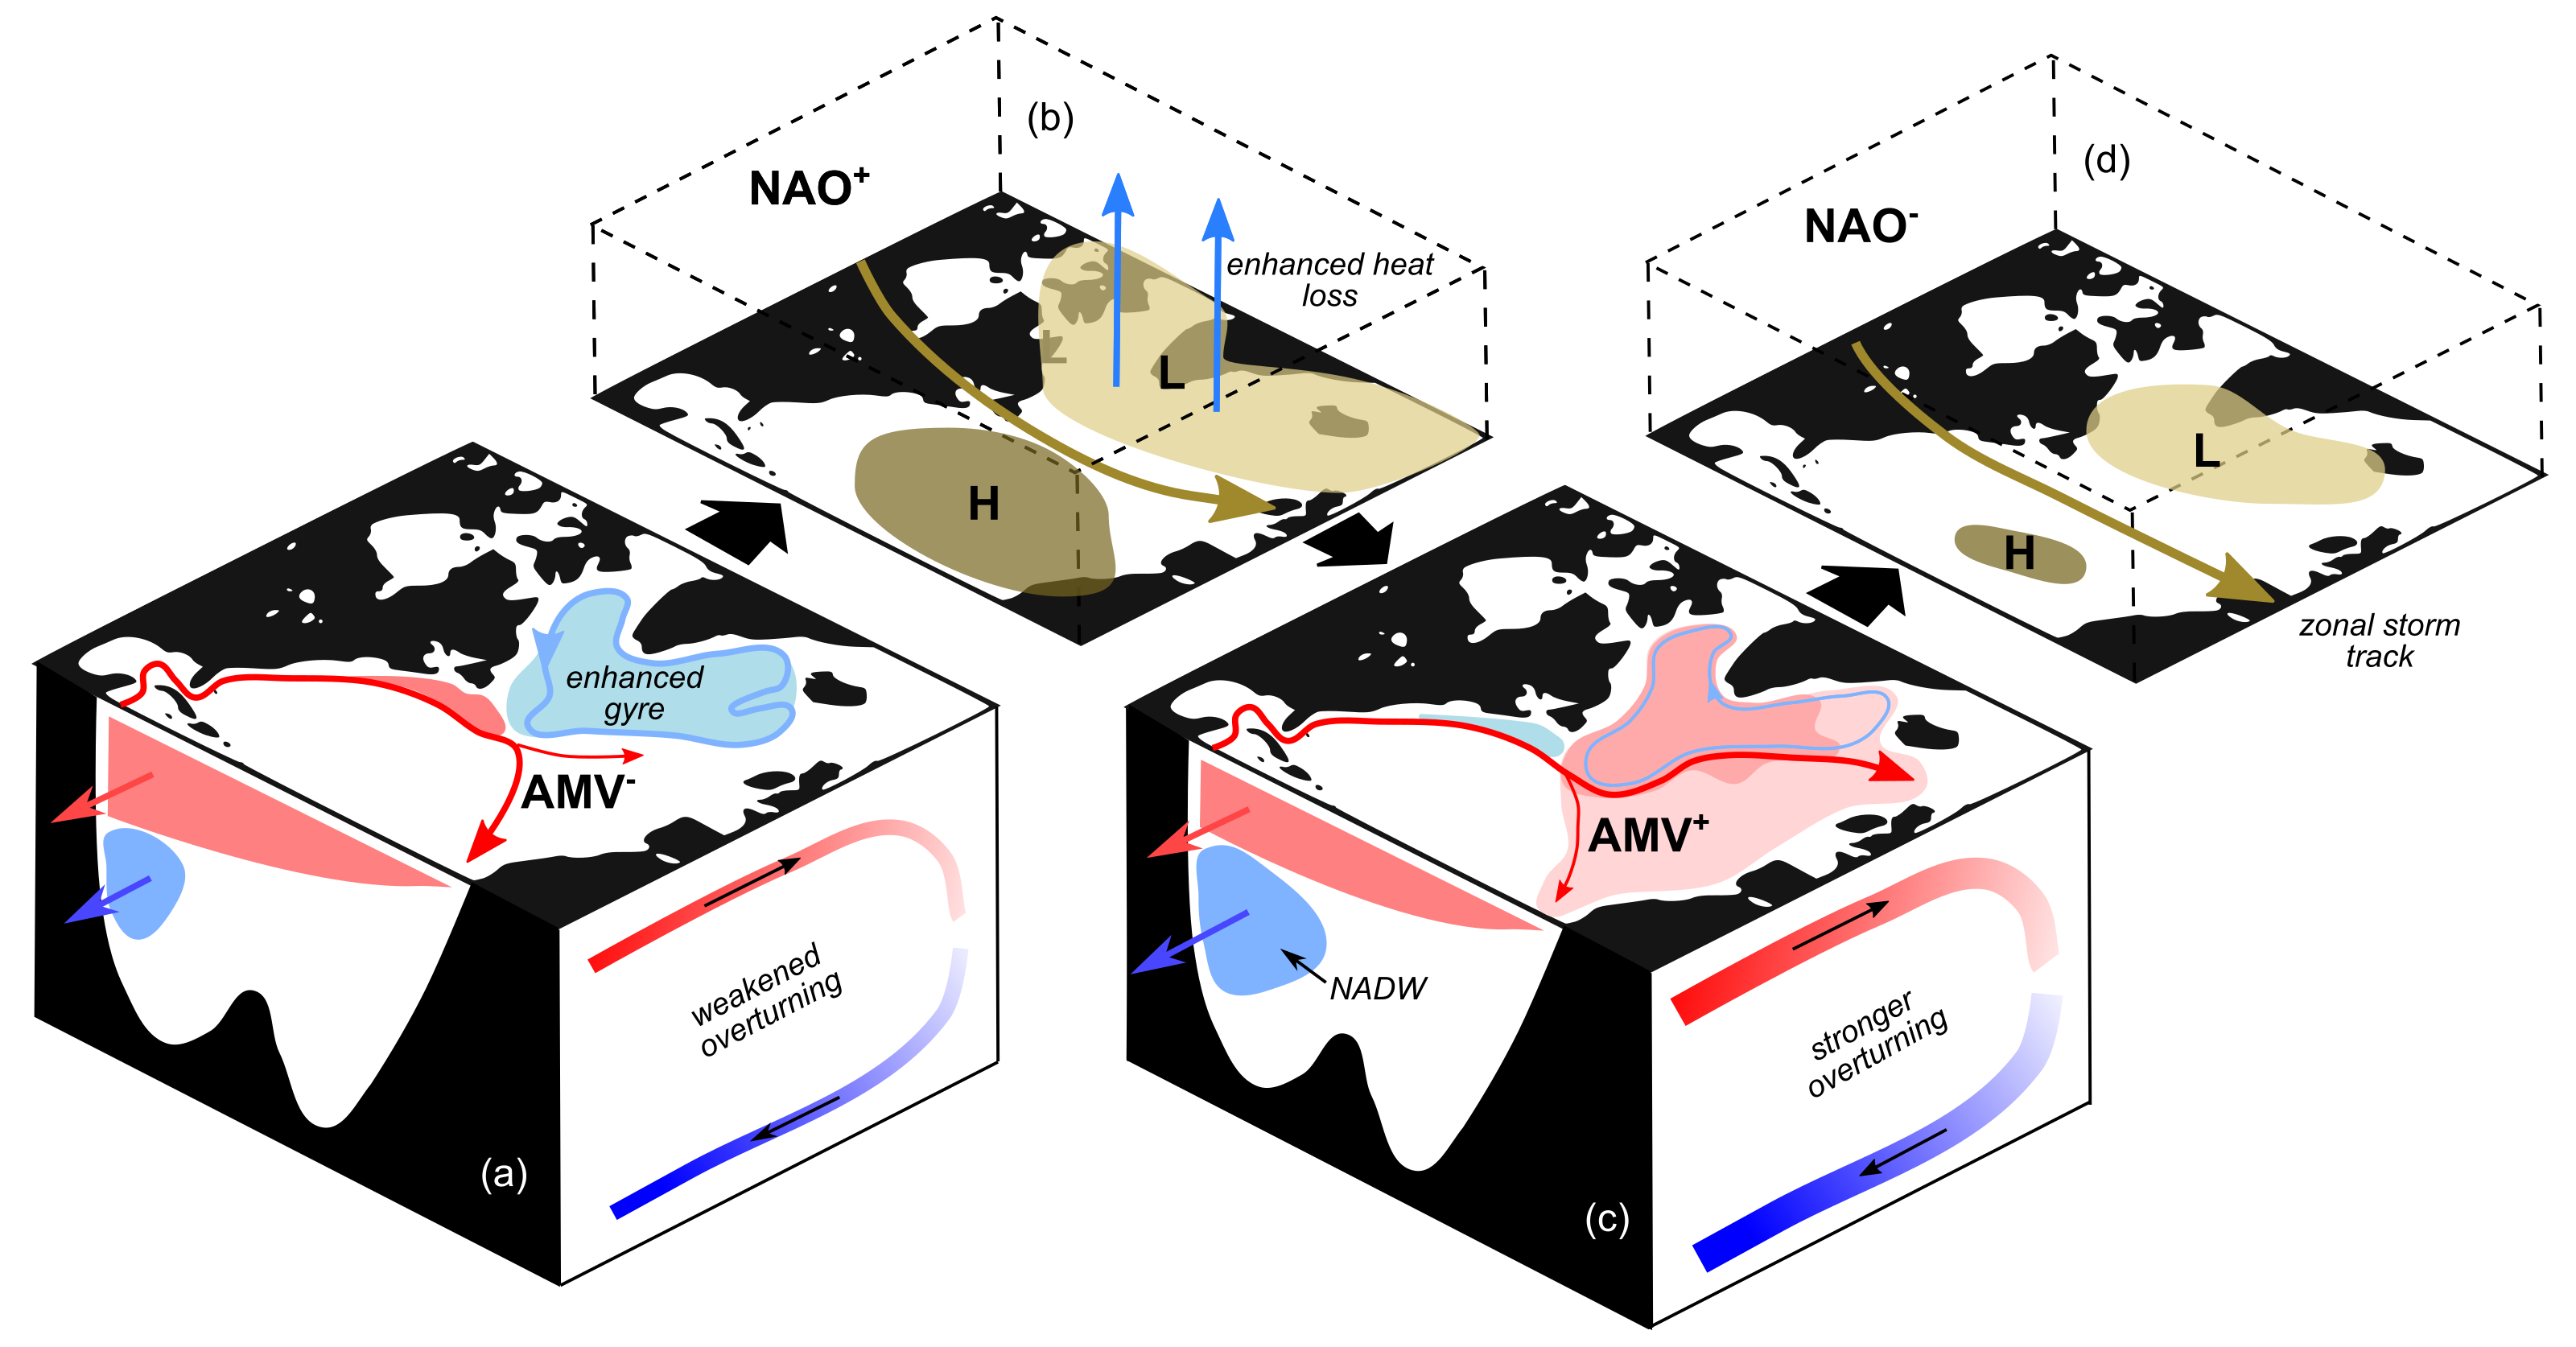 (b)
NAO⁺
enhanced heat
loss
L
L
H
(d)
NAO⁻
L
H
zonal storm
track
enhanced
gyre
AMV⁻
weakened
overturning
(a)
AMV⁺
NADW
stronger
overturning
(c)